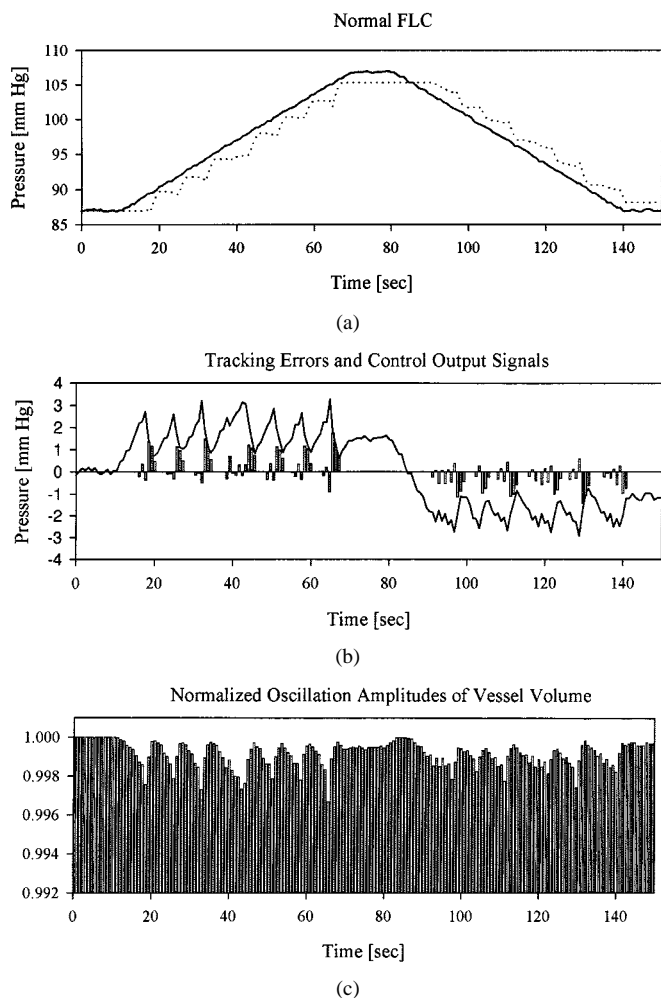 Normal FLC
Pressure [mm Hg]
110
105
100
95
90
85
0 20 40 60 80 100 120 140
Time [sec]
(a)
Tracking Errors and Control Output Signals
Pressure [mm Hg]
4
3
2
1
0
-1
-2
-3
-4
0 20 40 60 80 100 120 140
Time [sec]
(b)
Normalized Oscillation Amplitudes of Vessel Volume
1.000
0.998
0.996
0.994
0.992
0 20 40 60 80 100 120 140
Time [sec]
(c)